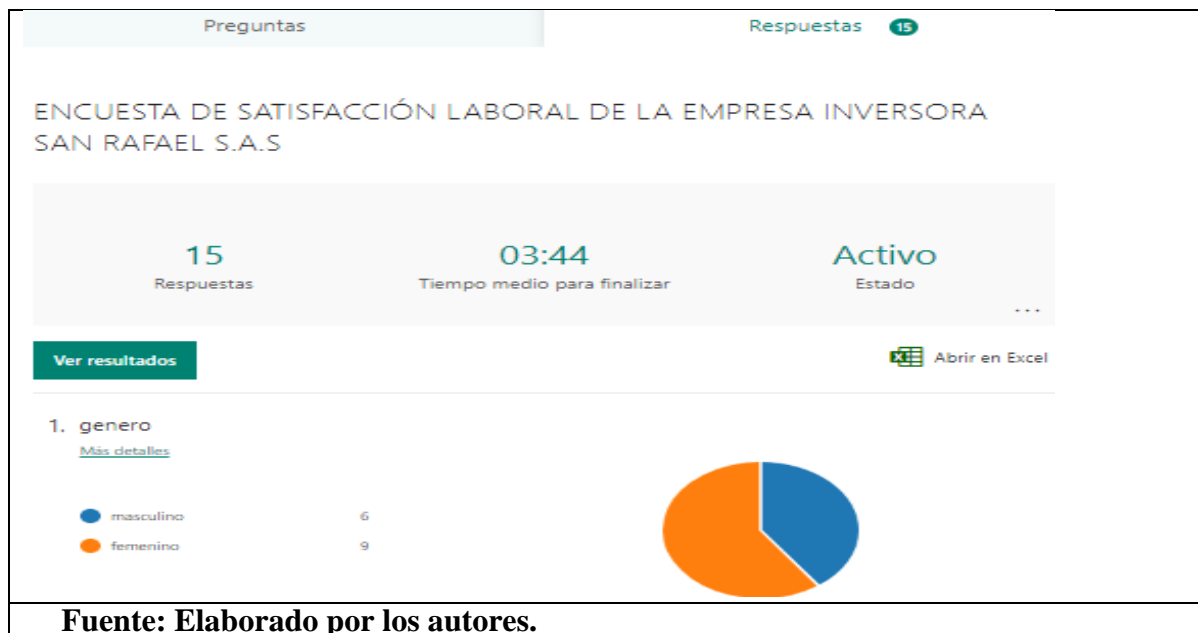 Preguntas
Respuestas 15
ENCUESTA DE SATISFACCIÓN LABORAL DE LA EMPRESA INVERSORA
SAN RAFAEL S.A.S
15
Respuestas
03:44
Tiempo medio para finalizar
Activo
Estado
...
Ver resultados
Abrir en Excel
1. genero
Más detalles
masculino 6
femenino 9
Fuente: Elaborado por los autores.